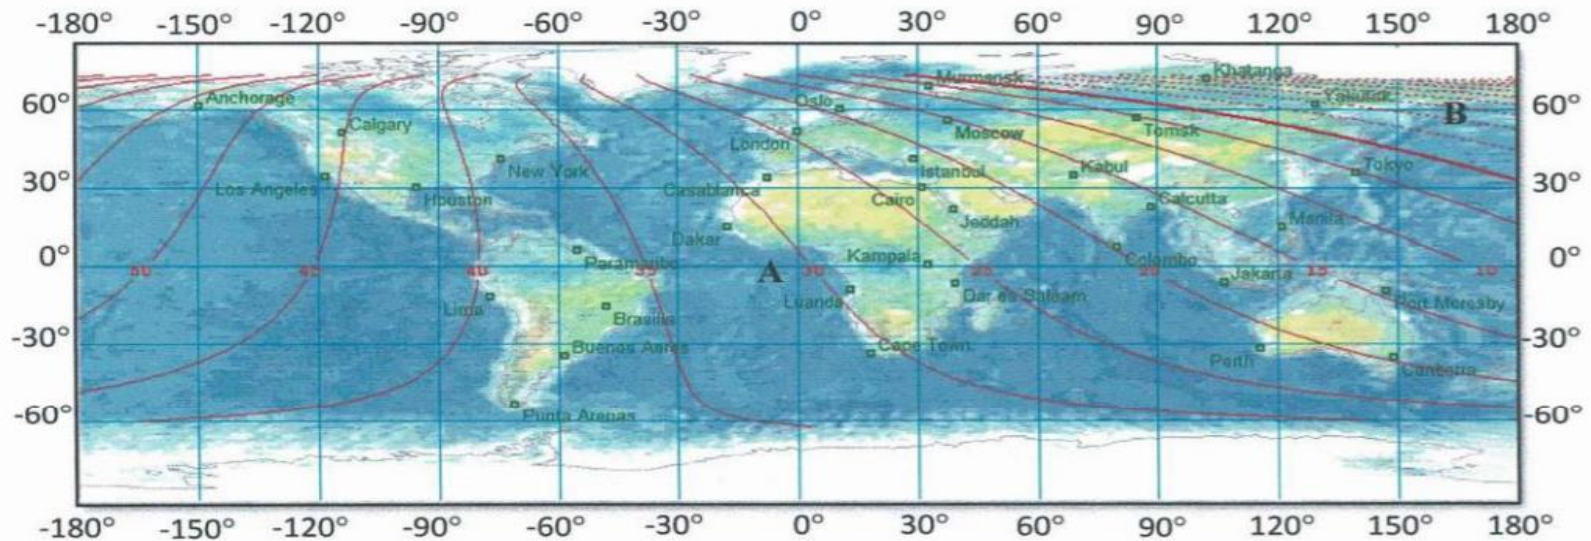 -180° -150° -120° -90° -60° -30° 0° 30° 60° 90° 120° 150° 180°
Murmansk Khatanga
60° Anchorage Oslo Yakutsk B 60°
Calgary London Moscow Tomsk
New York Istanbul Kabul Tokyo
30° Los Angeles Houston Casablanca Cairo Calcutta 30°
Dakar Jeddah Manila
0° Paramaribo Kampala Colombo 0°
50 45 40 35 A 30 25 20 Jakarta 15 10
Lima Brasilia Luanda Dar es Salaam Port Moresby
-30° Buenos Aeres Cape Town Perth Canberra -30°
-60° Punta Arenas -60°
-180° -150° -120° -90° -60° -30° 0° 30° 60° 90° 120° 150° 180°